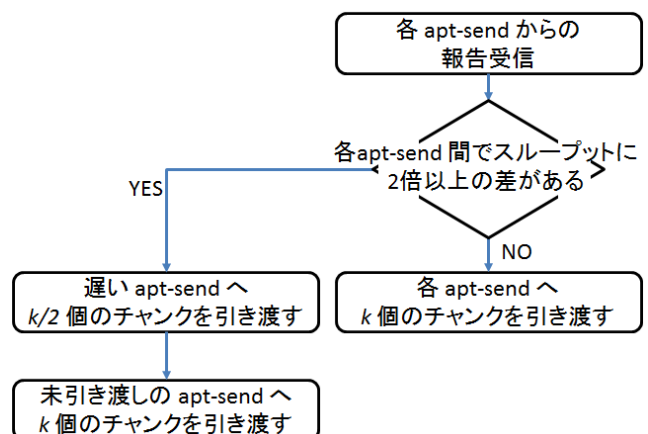 各 apt-send からの
報告受信
各apt-send 間でスループットに
2倍以上の差がある
YES
NO
遅い apt-send へ
k/2 個のチャンクを引き渡す
各 apt-send へ
k 個のチャンクを引き渡す
未引き渡しの apt-send へ
k 個のチャンクを引き渡す